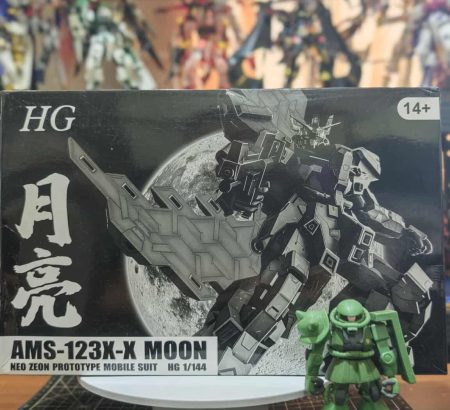 HG
14+
月亮
AMS-123X-X MOON
NEO ZEON PROTOTYPE MOBILE SUIT HG 1/144